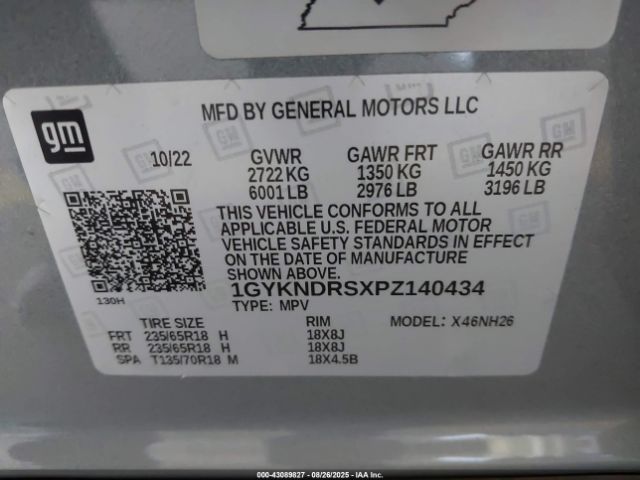 gm
MFD BY GENERAL MOTORS LLC
10/22 GVWR GAWR FRT GAWR RR
2722 KG 1350 KG 1450 KG
6001 LB 2976 LB 3196 LB
THIS VEHICLE CONFORMS TO ALL
APPLICABLE U.S. FEDERAL MOTOR
VEHICLE SAFETY STANDARDS IN EFFECT
ON THE DATE OF MANUFACTURE
SHOWN ABOVE.
130H
1GYKNDRSXPZ140434
TYPE: MPV
TIRE SIZE RIM MODEL: X46NH26
FRT 235/65R18 H 18X8J
RR 235/65R18 H 18X8J
SPA T135/70R18 M 18X4.5B
000-43089827 - 08/26/2025 - IAA Inc.